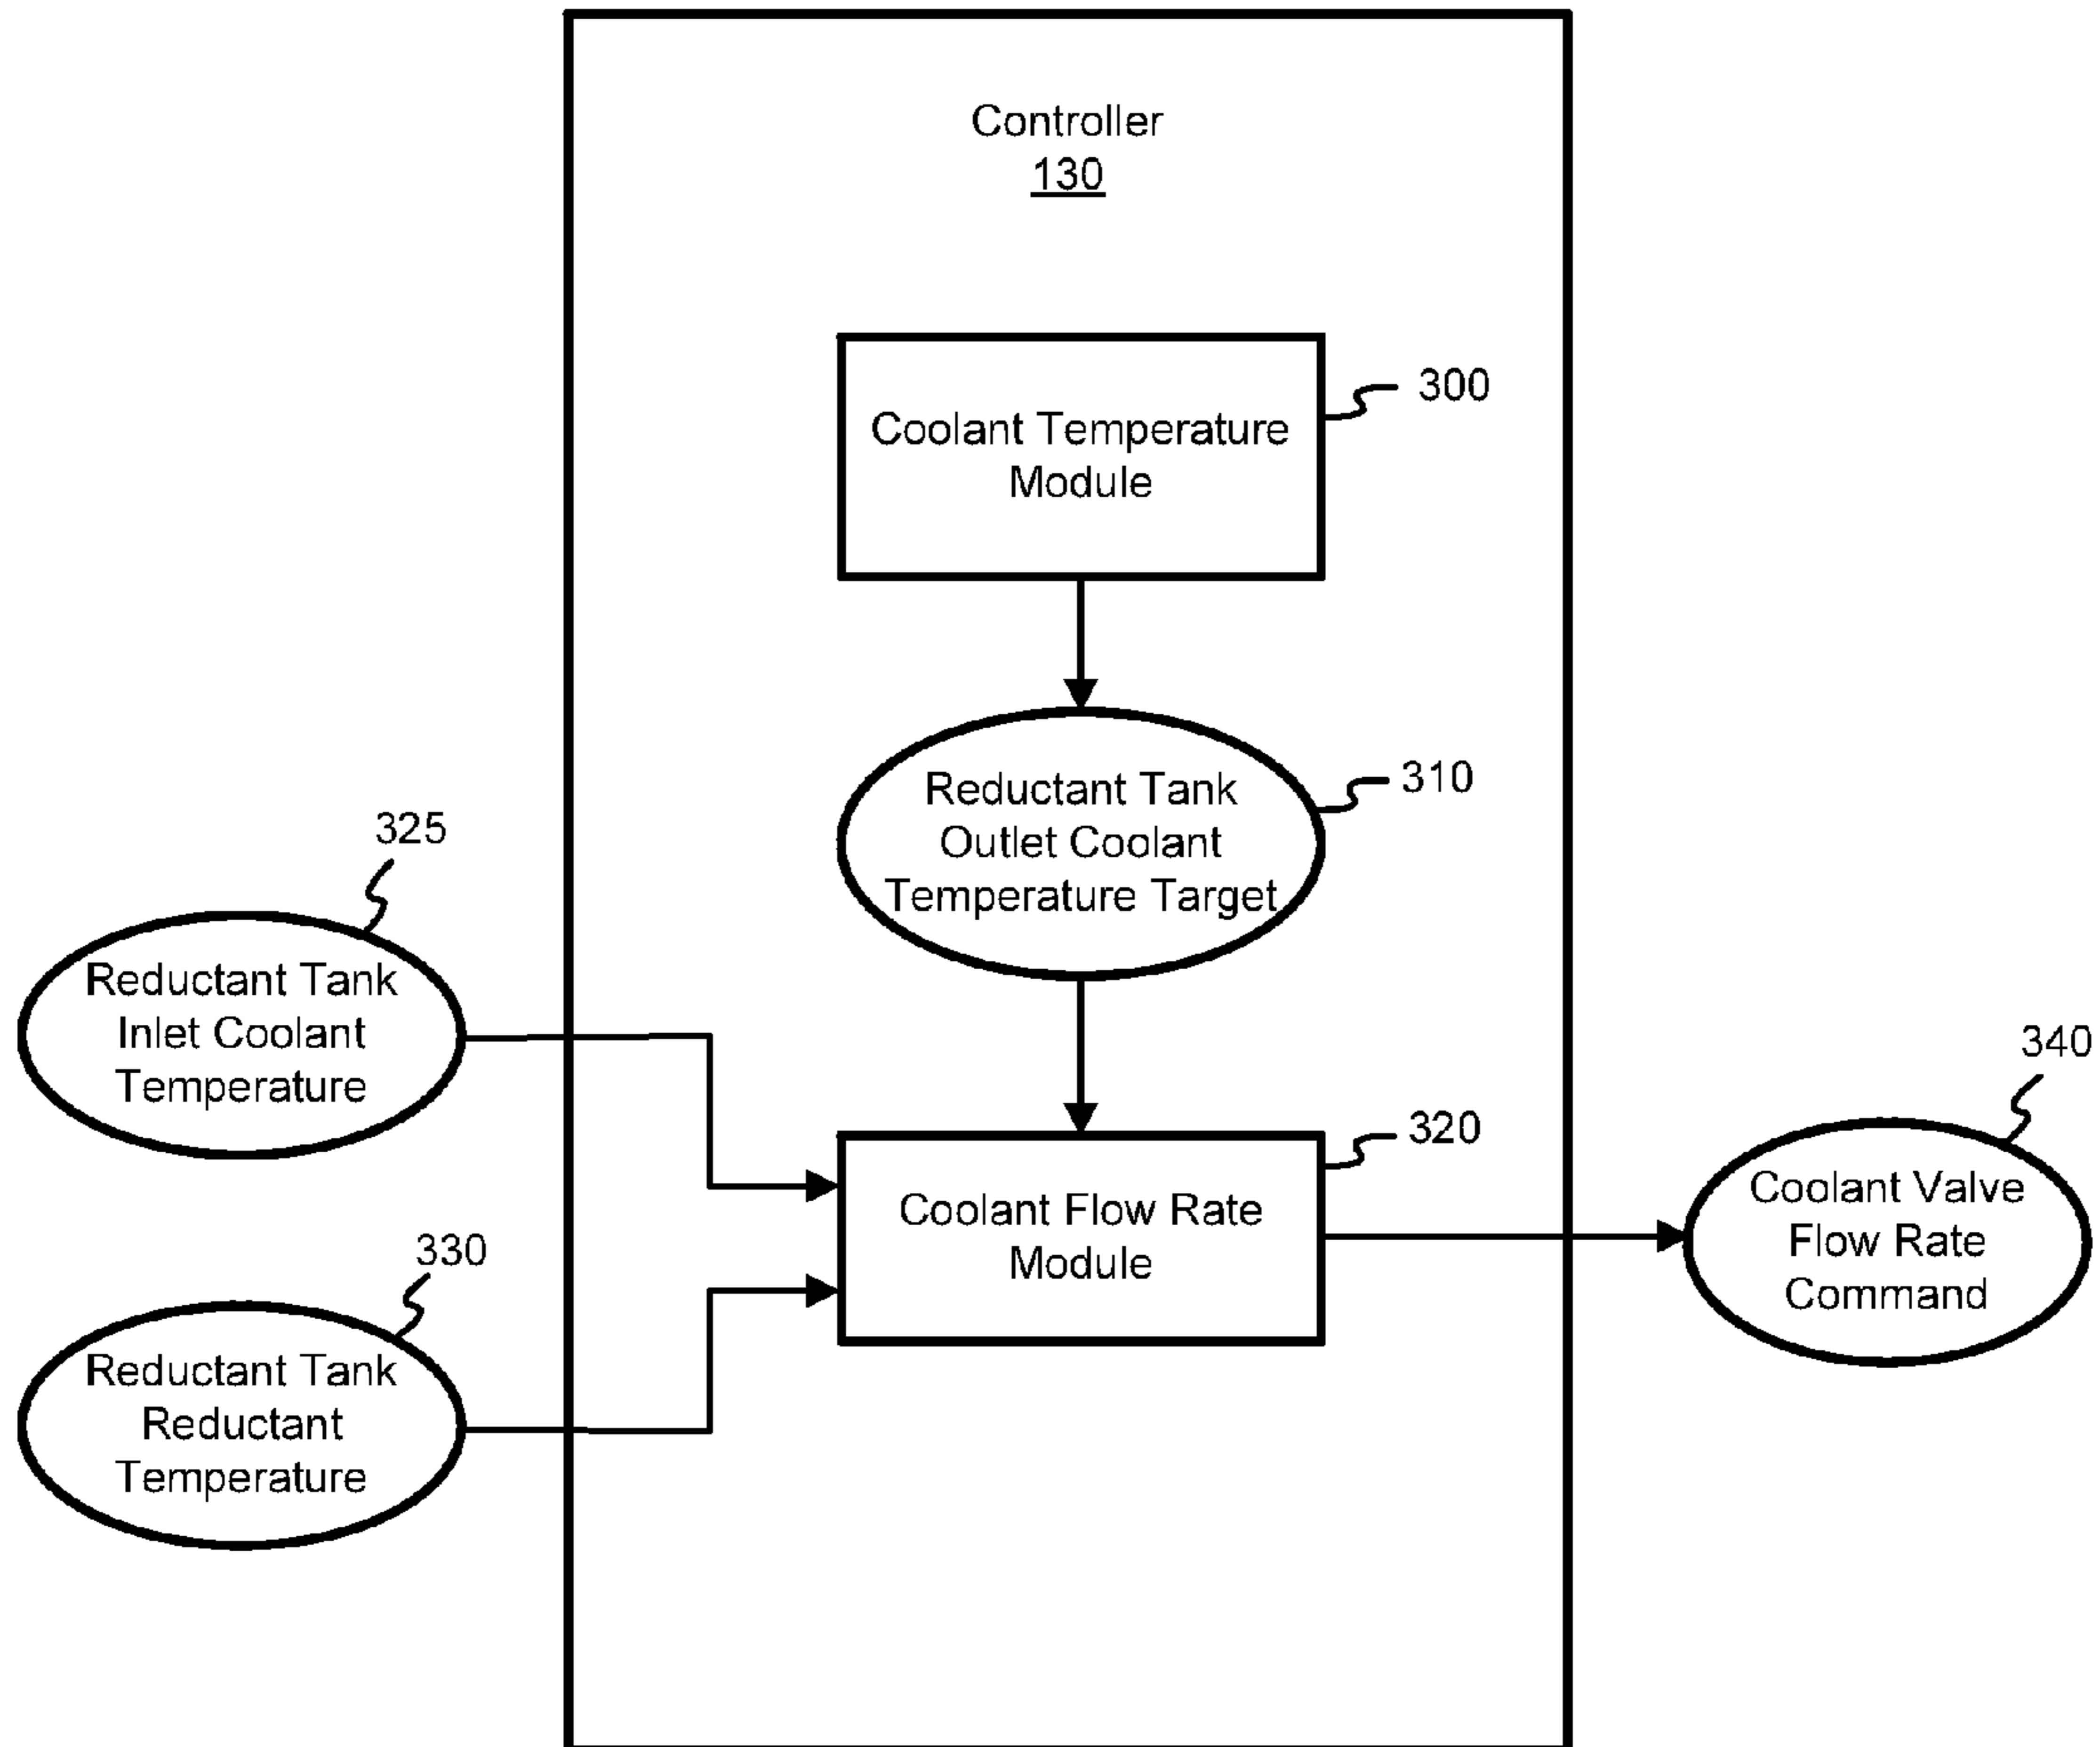 Controller
130
Coolant Temperature
Module
300
Reductant Tank
Outlet Coolant
Temperature Target
310
325
Reductant Tank
Inlet Coolant
Temperature
330
Reductant Tank
Reductant
Temperature
Coolant Flow Rate
Module
320
340
Coolant Valve
Flow Rate
Command